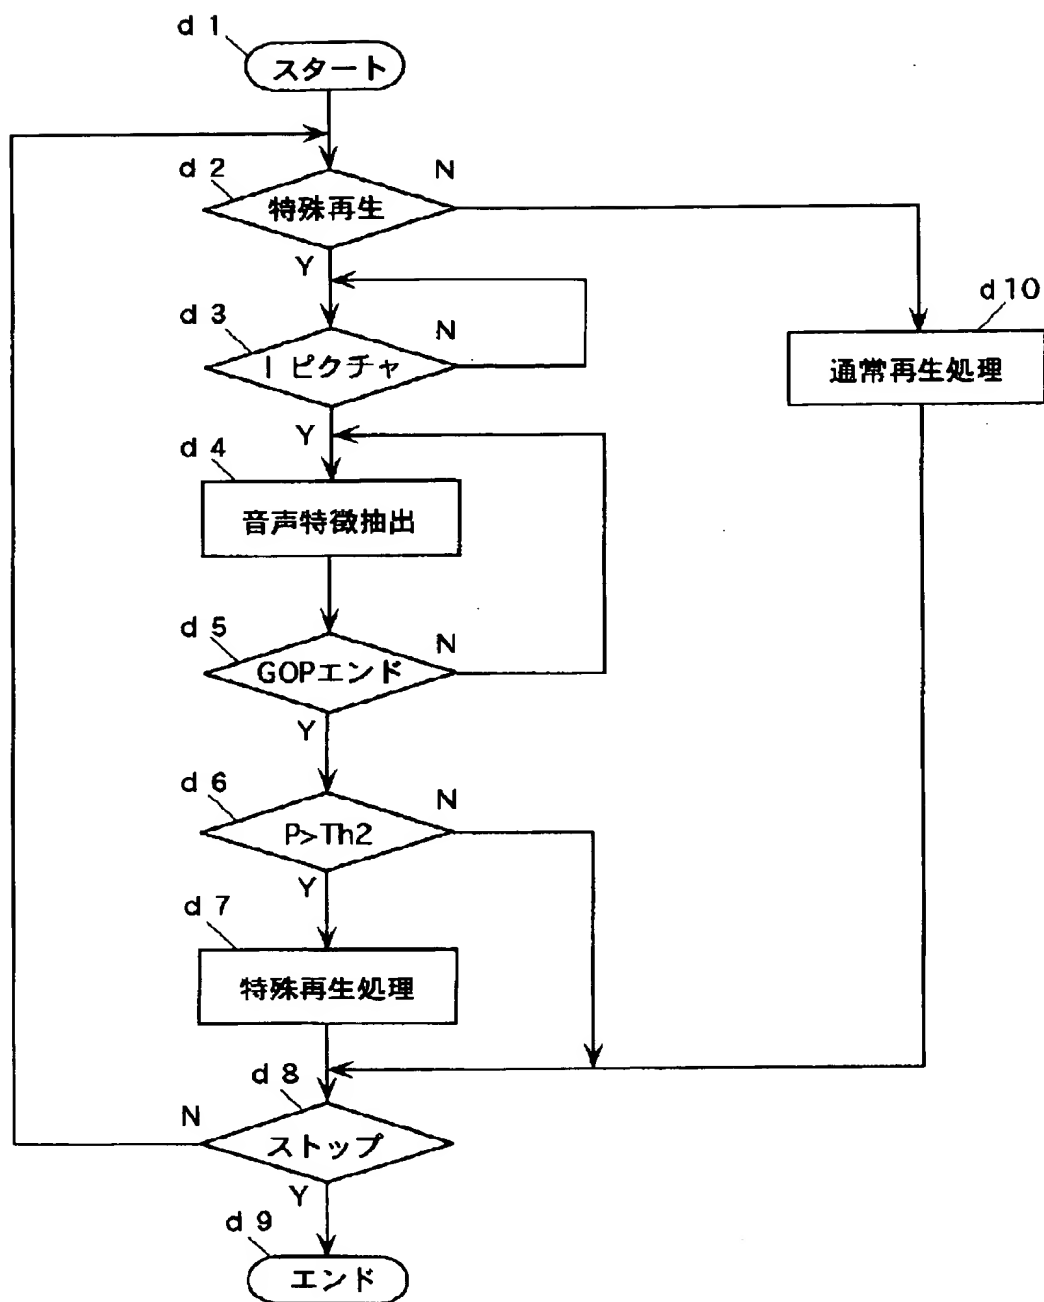 d 1
スタート
d 2
N
特殊再生
Y
d 3
N
I ピクチャ
d 10
通常再生処理
Y
d 4
音声特徴抽出
d 5
N
GOPエンド
Y
d 6
N
P>Th2
Y
d 7
特殊再生処理
d 8
N
ストップ
Y
d 9
エンド